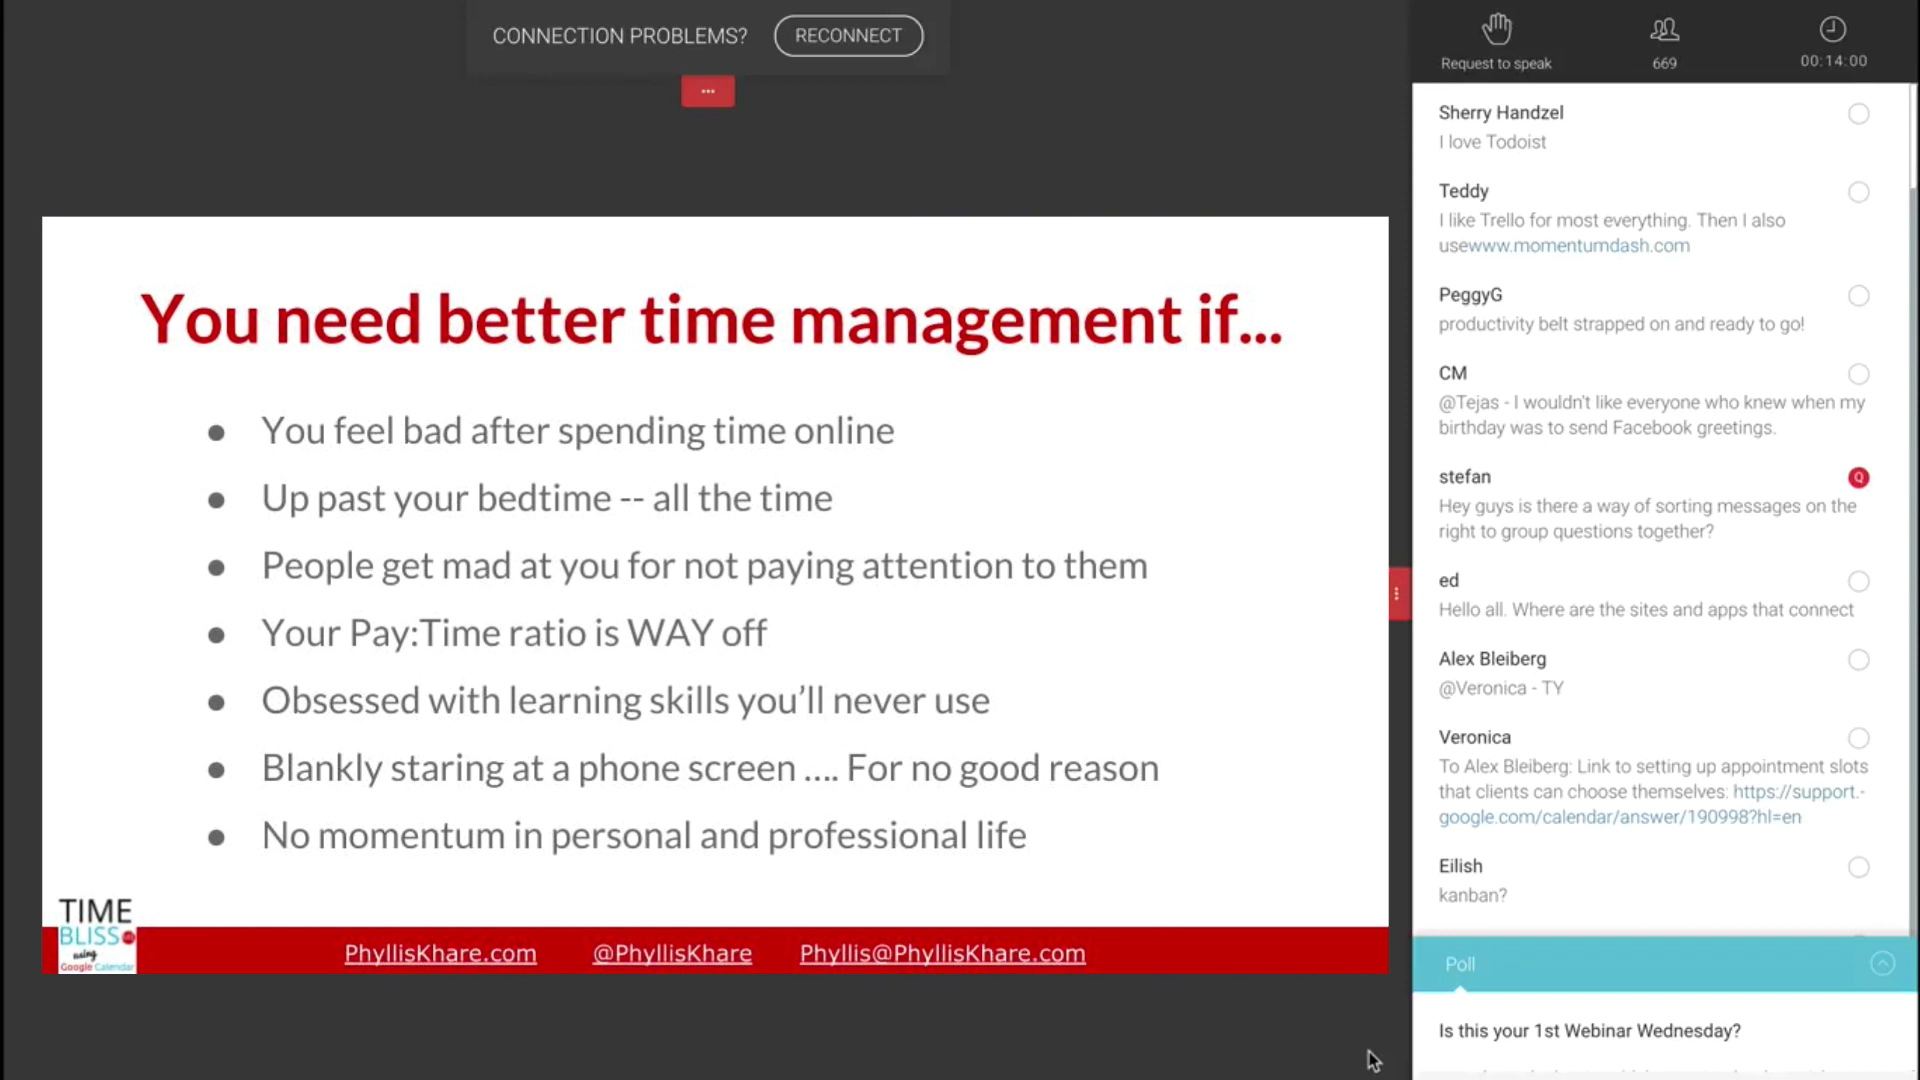 CONNECTION PROBLEMS? RECONNECT
Request to speak
669
00:14:00
You need better time management if...
● You feel bad after spending time online
● Up past your bedtime -- all the time
● People get mad at you for not paying attention to them
● Your Pay:Time ratio is WAY off
● Obsessed with learning skills you’ll never use
● Blankly staring at a phone screen .... For no good reason
● No momentum in personal and professional life
TIME
BLISS
using
Google Calendar
PhyllisKhare.com @PhyllisKhare Phyllis@PhyllisKhare.com
Sherry Handzel
I love Todoist
Teddy
I like Trello for most everything. Then I also
usewww.momentumdash.com
PeggyG
productivity belt strapped on and ready to go!
CM
@Tejas - I wouldn't like everyone who knew when my
birthday was to send Facebook greetings.
stefan
Q
Hey guys is there a way of sorting messages on the
right to group questions together?
ed
Hello all. Where are the sites and apps that connect
Alex Bleiberg
@Veronica - TY
Veronica
To Alex Bleiberg: Link to setting up appointment slots
that clients can choose themselves: https://support.-
google.com/calendar/answer/190998?hl=en
Eilish
kanban?
Poll
Is this your 1st Webinar Wednesday?